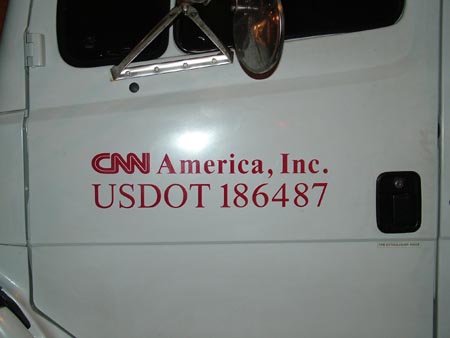 CNN America, Inc.
USDOT 186487